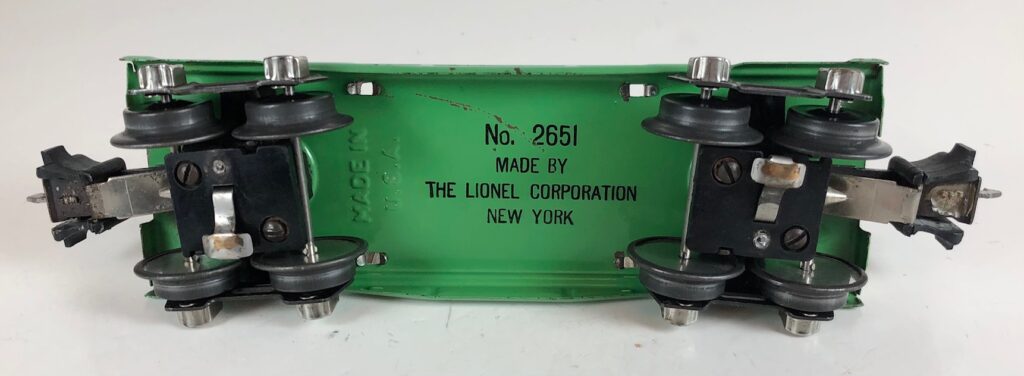 No. 2651
MADE BY
THE LIONEL CORPORATION
NEW YORK
MADE IN
U.S.A.